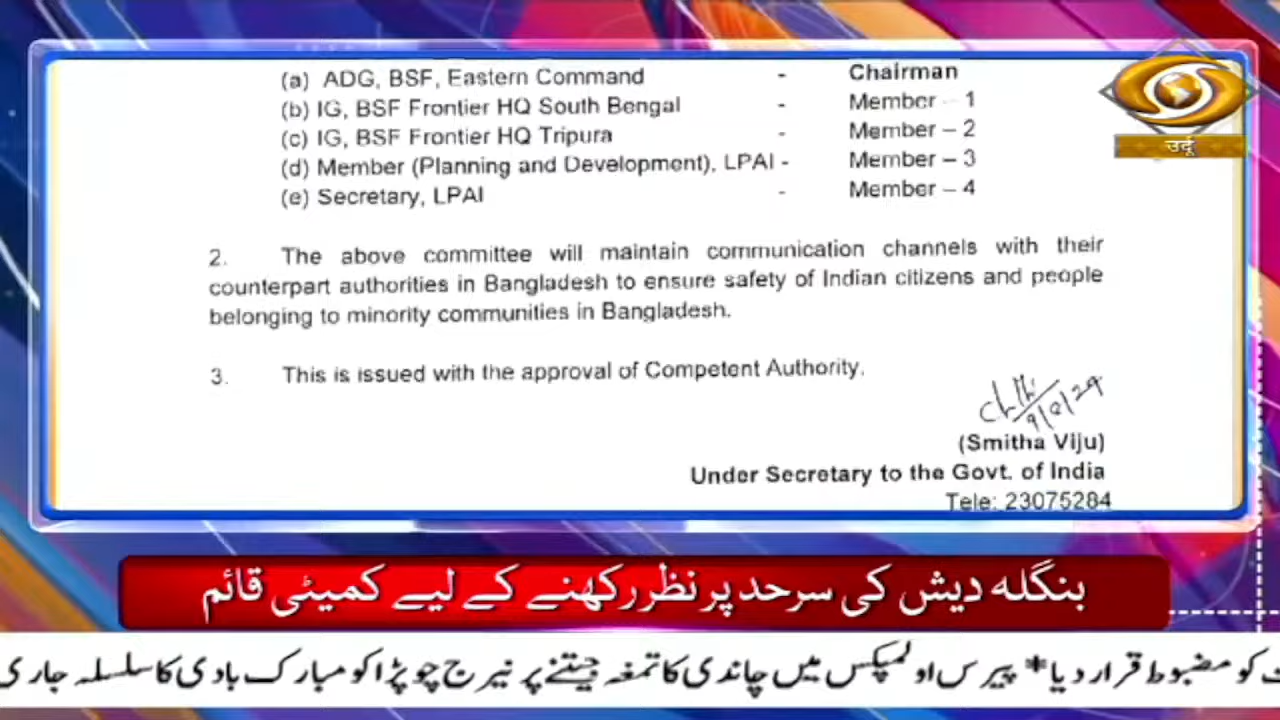 (a) ADG, BSF, Eastern Command - Chairman
(b) IG, BSF Frontier HQ South Bengal - Member – 1
(c) IG, BSF Frontier HQ Tripura - Member – 2
(d) Member (Planning and Development), LPAI - Member – 3
(e) Secretary, LPAI - Member – 4
उर्दू
2. The above committee will maintain communication channels with their
counterpart authorities in Bangladesh to ensure safety of Indian citizens and people
belonging to minority communities in Bangladesh.
3. This is issued with the approval of Competent Authority.
9/8/24
(Smitha Viju)
Under Secretary to the Govt. of India
Tele: 23075284
بنگلہ دیش کی سرحد پر نظر رکھنے کے لیے کمیٹی قائم
کو مضبوط قرار دیا* پیرس اولمپکس میں چاندی کا تمغہ جیتنے پر نیرج چوپڑا کو مبارک بادی کا سلسلہ جاری